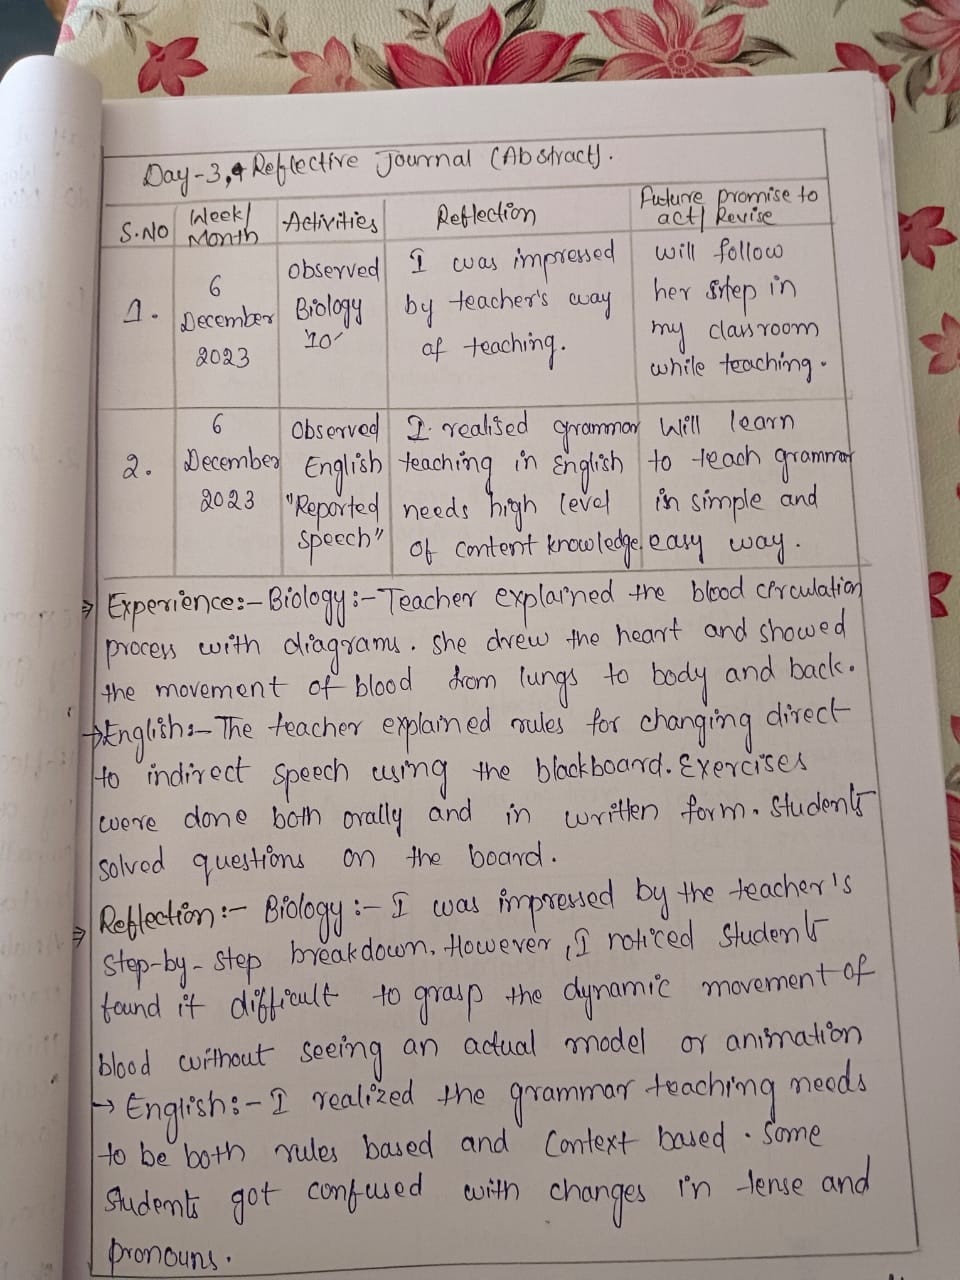 Day-3,4 Reflective Journal (Abstract).
S.No Week/ Month Activities Reflection Future promise to act/Revise
1. 6 December 2023 Observed Biology 10 I was impressed by teacher's way of teaching. will follow her step in my classroom while teaching.
2. 6 December 2023 Observed English "Reported speech" I realised grammar teaching in English needs high level of content knowledge. Will learn to teach grammar in simple and easy way.
⇒ Experience:- Biology:- Teacher explained the blood circulation
process with diagrams. She drew the heart and showed
the movement of blood from lungs to body and back.
→English:- The teacher explained rules for changing direct
to indirect speech using the blackboard. Exercises
were done both orally and in written form. Students
solved questions on the board.
⇒ Reflection:- Biology:- I was impressed by the teacher's
step-by-step breakdown. However, I noticed students
found it difficult to grasp the dynamic movement of
blood without seeing an actual model or animation
→ English:- I realized the grammar teaching needs
to be both rules based and context based. Some
students got confused with changes in tense and
pronouns.